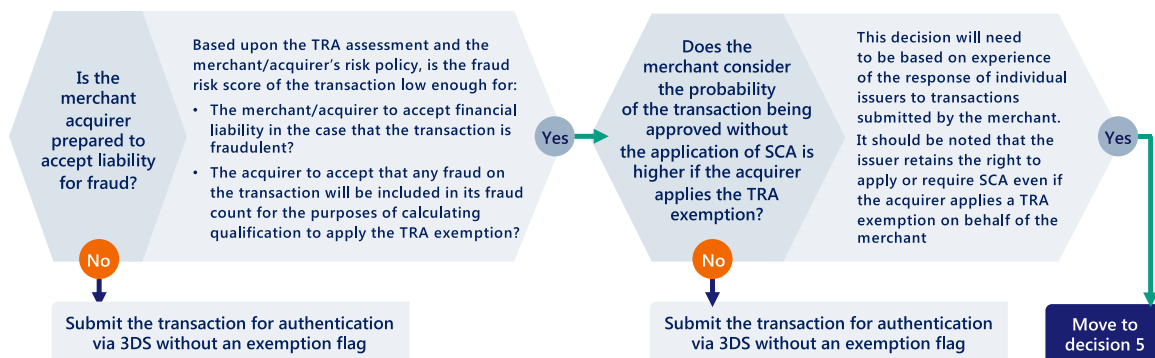 Is the
merchant
acquirer
prepared to
accept liability
for fraud?
Based upon the TRA assessment and the
merchant/acquirer's risk policy, is the fraud
risk score of the transaction low enough for:
• The merchant/acquirer to accept financial
liability in the case that the transaction is
fraudulent?
• The acquirer to accept that any fraud on
the transaction will be included in its fraud
count for the purposes of calculating
qualification to apply the TRA exemption?
Yes
No
Submit the transaction for authentication
via 3DS without an exemption flag
Does the
merchant consider
the probability
of the transaction being
approved without
the application of SCA is
higher if the acquirer
applies the TRA
exemption?
This decision will need
to be based on experience
of the response of individual
issuers to transactions
submitted by the merchant.
It should be noted that the
issuer retains the right to
apply or require SCA even if
the acquirer applies a TRA
exemption on behalf of the
merchant
Yes
No
Submit the transaction for authentication
via 3DS without an exemption flag
Move to
decision 5